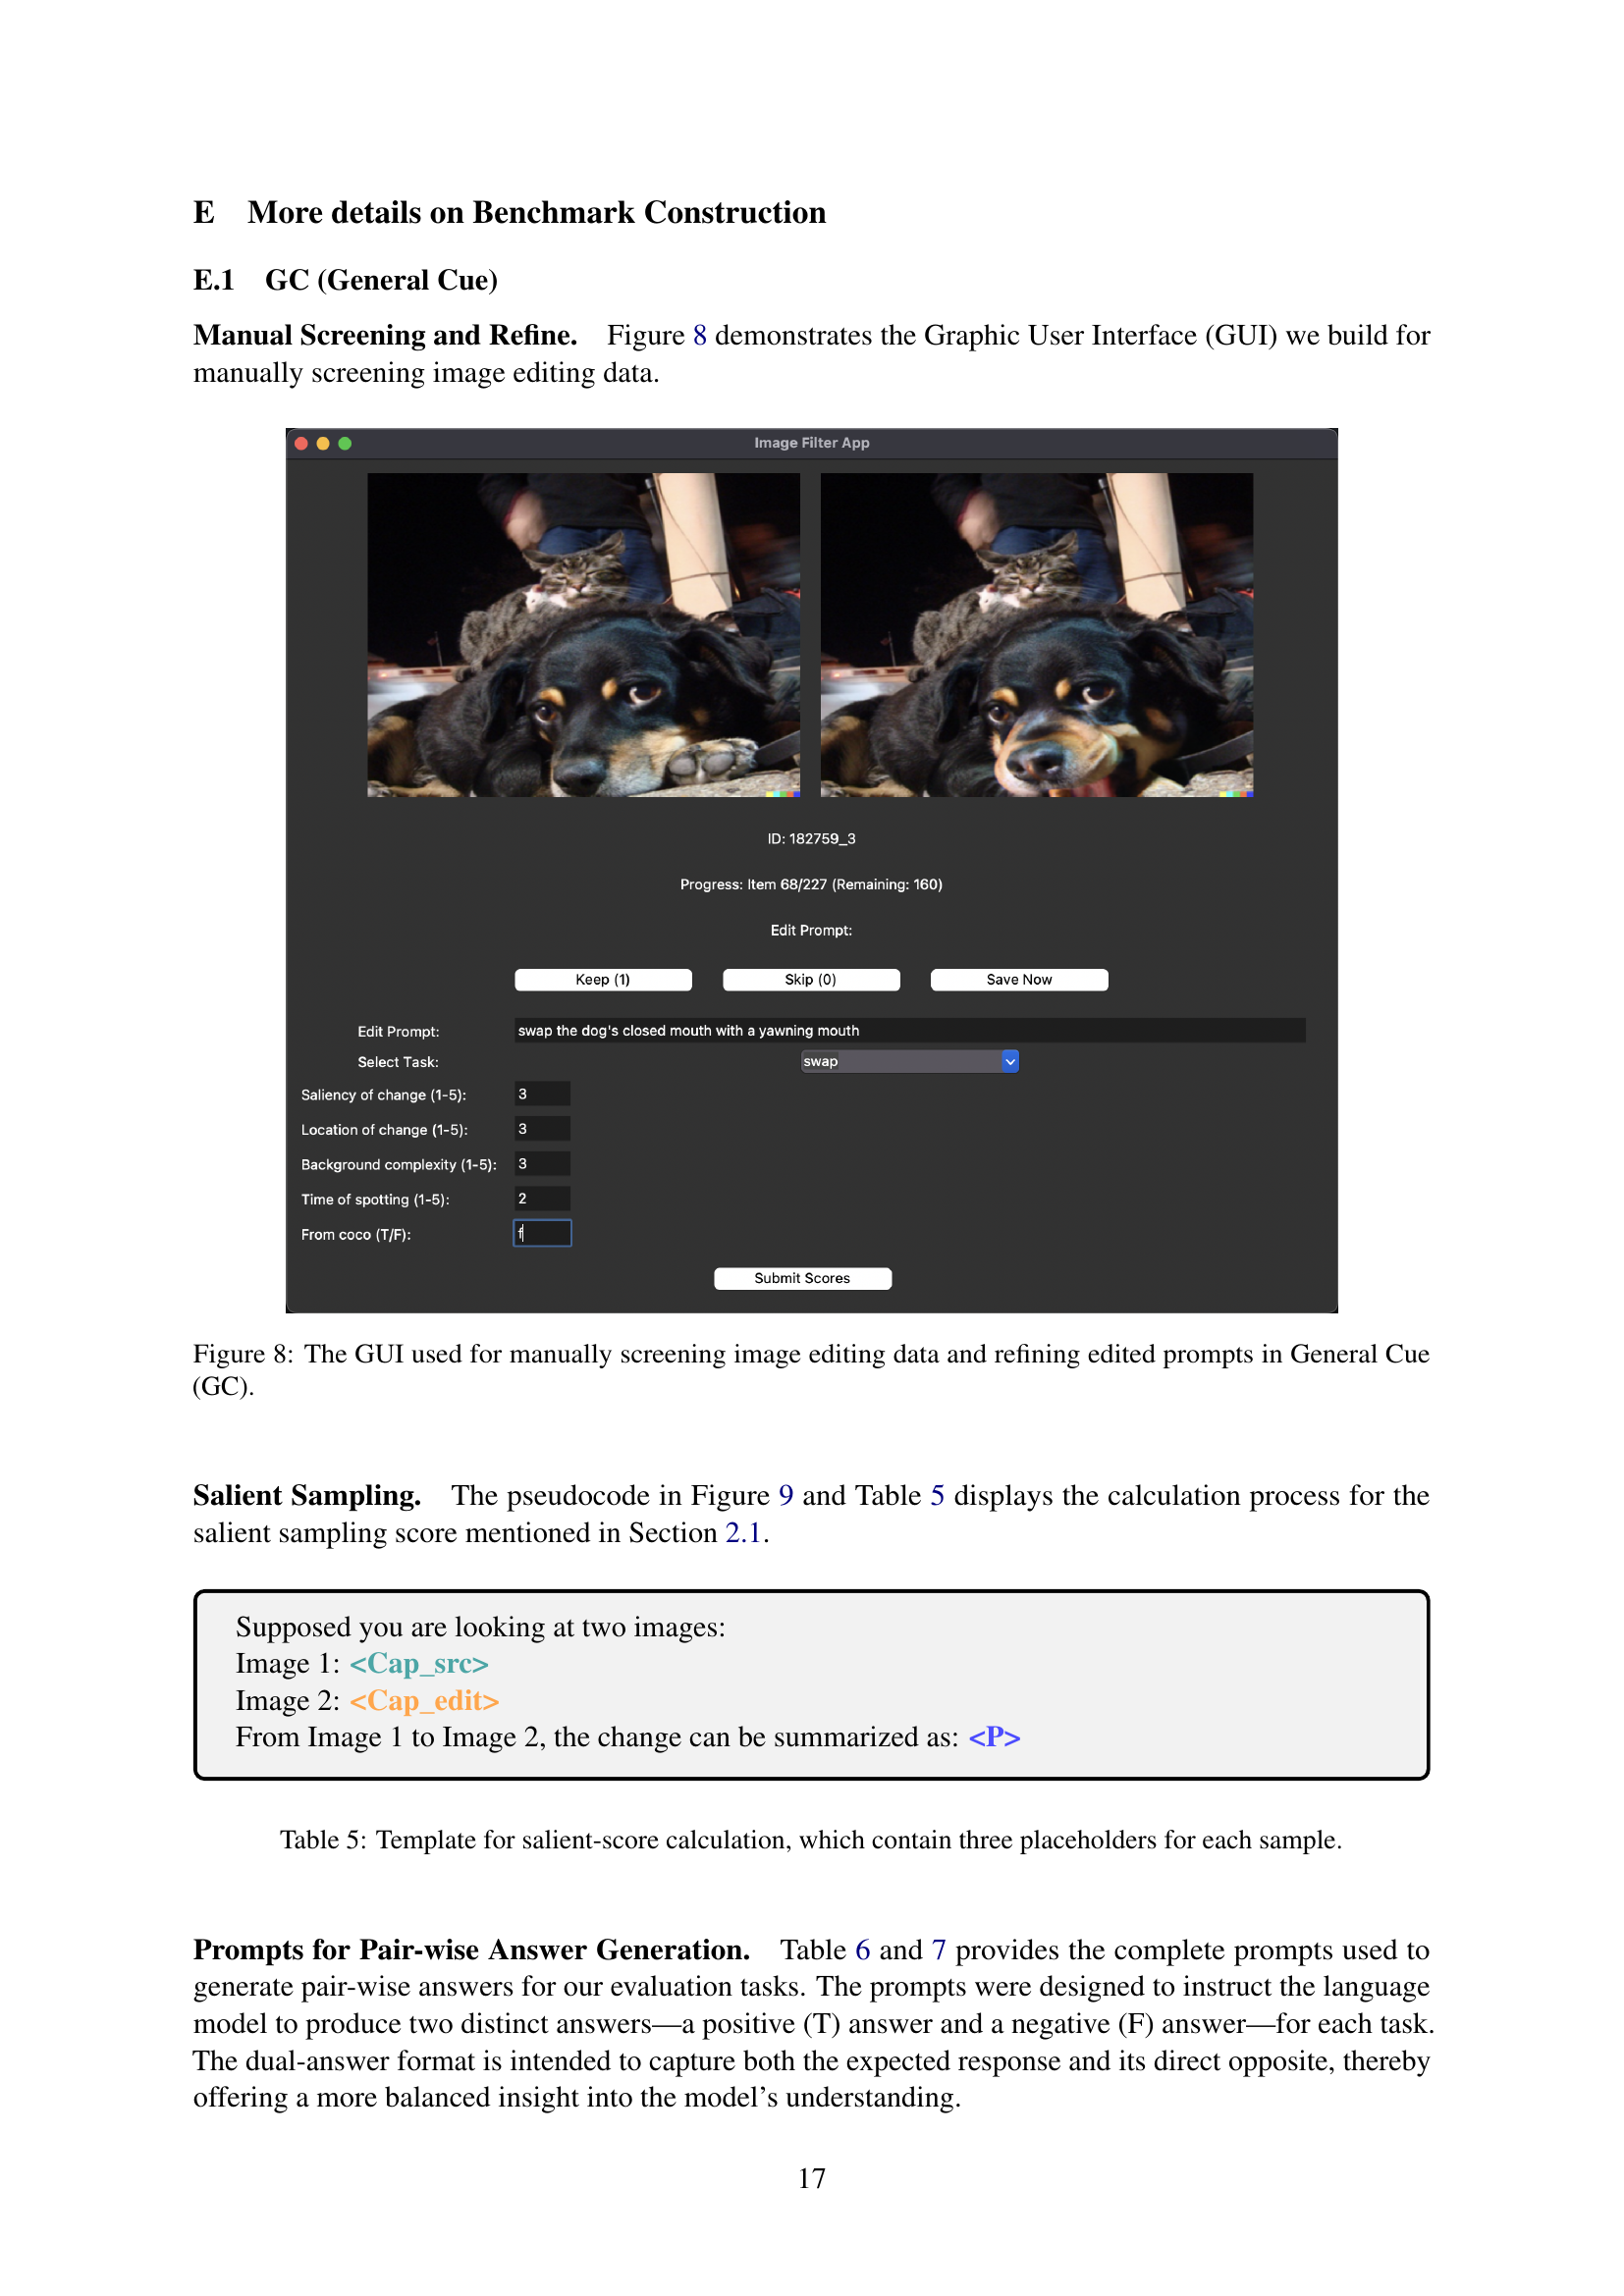 E More details on Benchmark Construction
E.1 GC (General Cue)
Manual Screening and Refine. Figure 8 demonstrates the Graphic User Interface (GUI) we build for
manually screening image editing data.
Image Filter App
ID: 182759_3
Progress: Item 68/227 (Remaining: 160)
Edit Prompt:
Keep (1) Skip (0) Save Now
Edit Prompt: swap the dog's closed mouth with a yawning mouth
Select Task: swap
Saliency of change (1-5): 3
Location of change (1-5): 3
Background complexity (1-5): 3
Time of spotting (1-5): 2
From coco (T/F): f
Submit Scores
Figure 8: The GUI used for manually screening image editing data and refining edited prompts in General Cue
(GC).
Salient Sampling. The pseudocode in Figure 9 and Table 5 displays the calculation process for the
salient sampling score mentioned in Section 2.1.
Supposed you are looking at two images:
Image 1: <Cap_src>
Image 2: <Cap_edit>
From Image 1 to Image 2, the change can be summarized as: <P>
Table 5: Template for salient-score calculation, which contain three placeholders for each sample.
Prompts for Pair-wise Answer Generation. Table 6 and 7 provides the complete prompts used to
generate pair-wise answers for our evaluation tasks. The prompts were designed to instruct the language
model to produce two distinct answers—a positive (T) answer and a negative (F) answer—for each task.
The dual-answer format is intended to capture both the expected response and its direct opposite, thereby
offering a more balanced insight into the model's understanding.
17